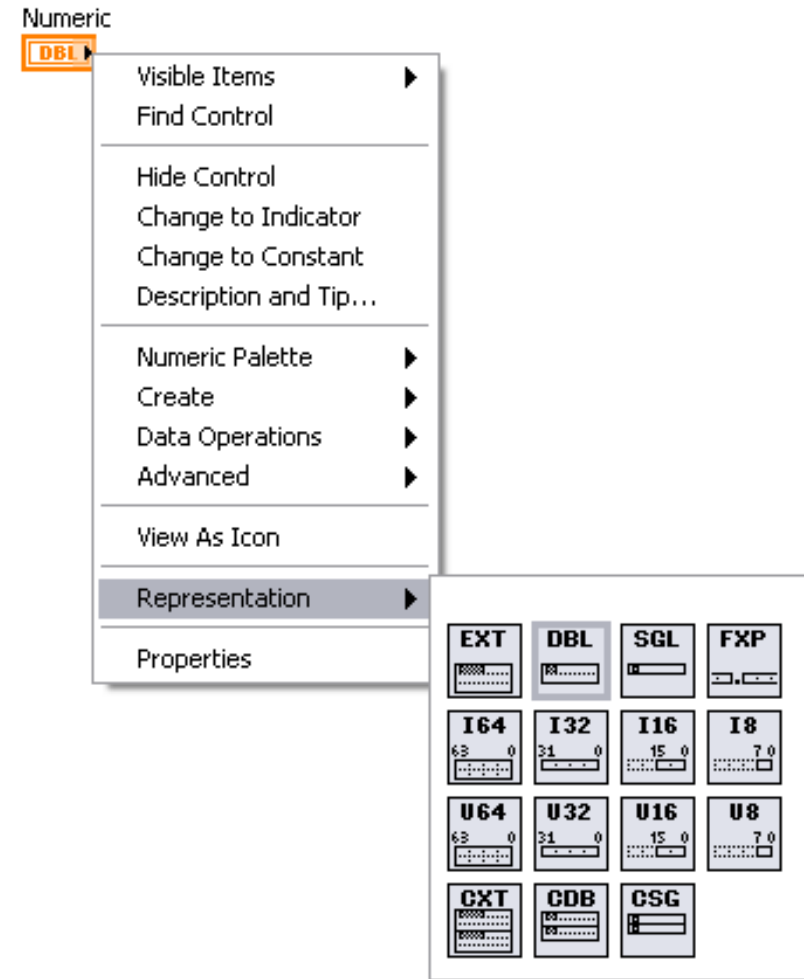 Numeric
DBL
Visible Items
Find Control
Hide Control
Change to Indicator
Change to Constant
Description and Tip...
Numeric Palette
Create
Data Operations
Advanced
View As Icon
Representation
Properties
EXT DBL SGL FXP
I64 I32 I16 I8
63 0 31 0 15 0 7 0
U64 U32 U16 U8
63 0 31 0 15 0 7 0
CXT CDB CSG